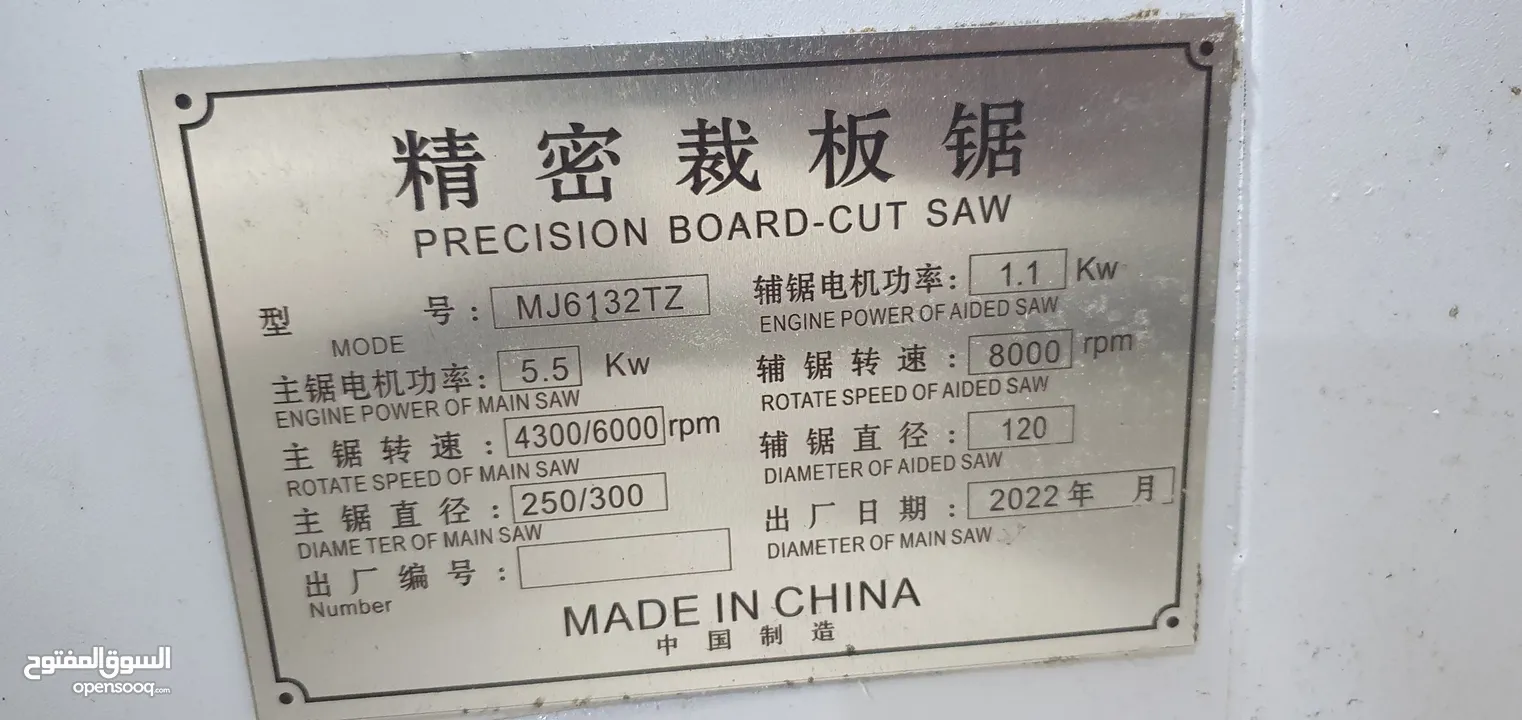 精密裁板锯
PRECISION BOARD-CUT SAW
型 号: MJ6132TZ
MODE
主锯电机功率: 5.5 Kw
ENGINE POWER OF MAIN SAW
主锯转速: 4300/6000 rpm
ROTATE SPEED OF MAIN SAW
主锯直径: 250/300
DIAME TER OF MAIN SAW
出厂编号:
Number
辅锯电机功率: 1.1 Kw
ENGINE POWER OF AIDED SAW
辅锯转速: 8000 rpm
ROTATE SPEED OF AIDED SAW
辅锯直径: 120
DIAMETER OF AIDED SAW
出厂日期: 2022年 月
DIAMETER OF MAIN SAW
MADE IN CHINA
中国制造
السوق المفتوح
opensooq.com